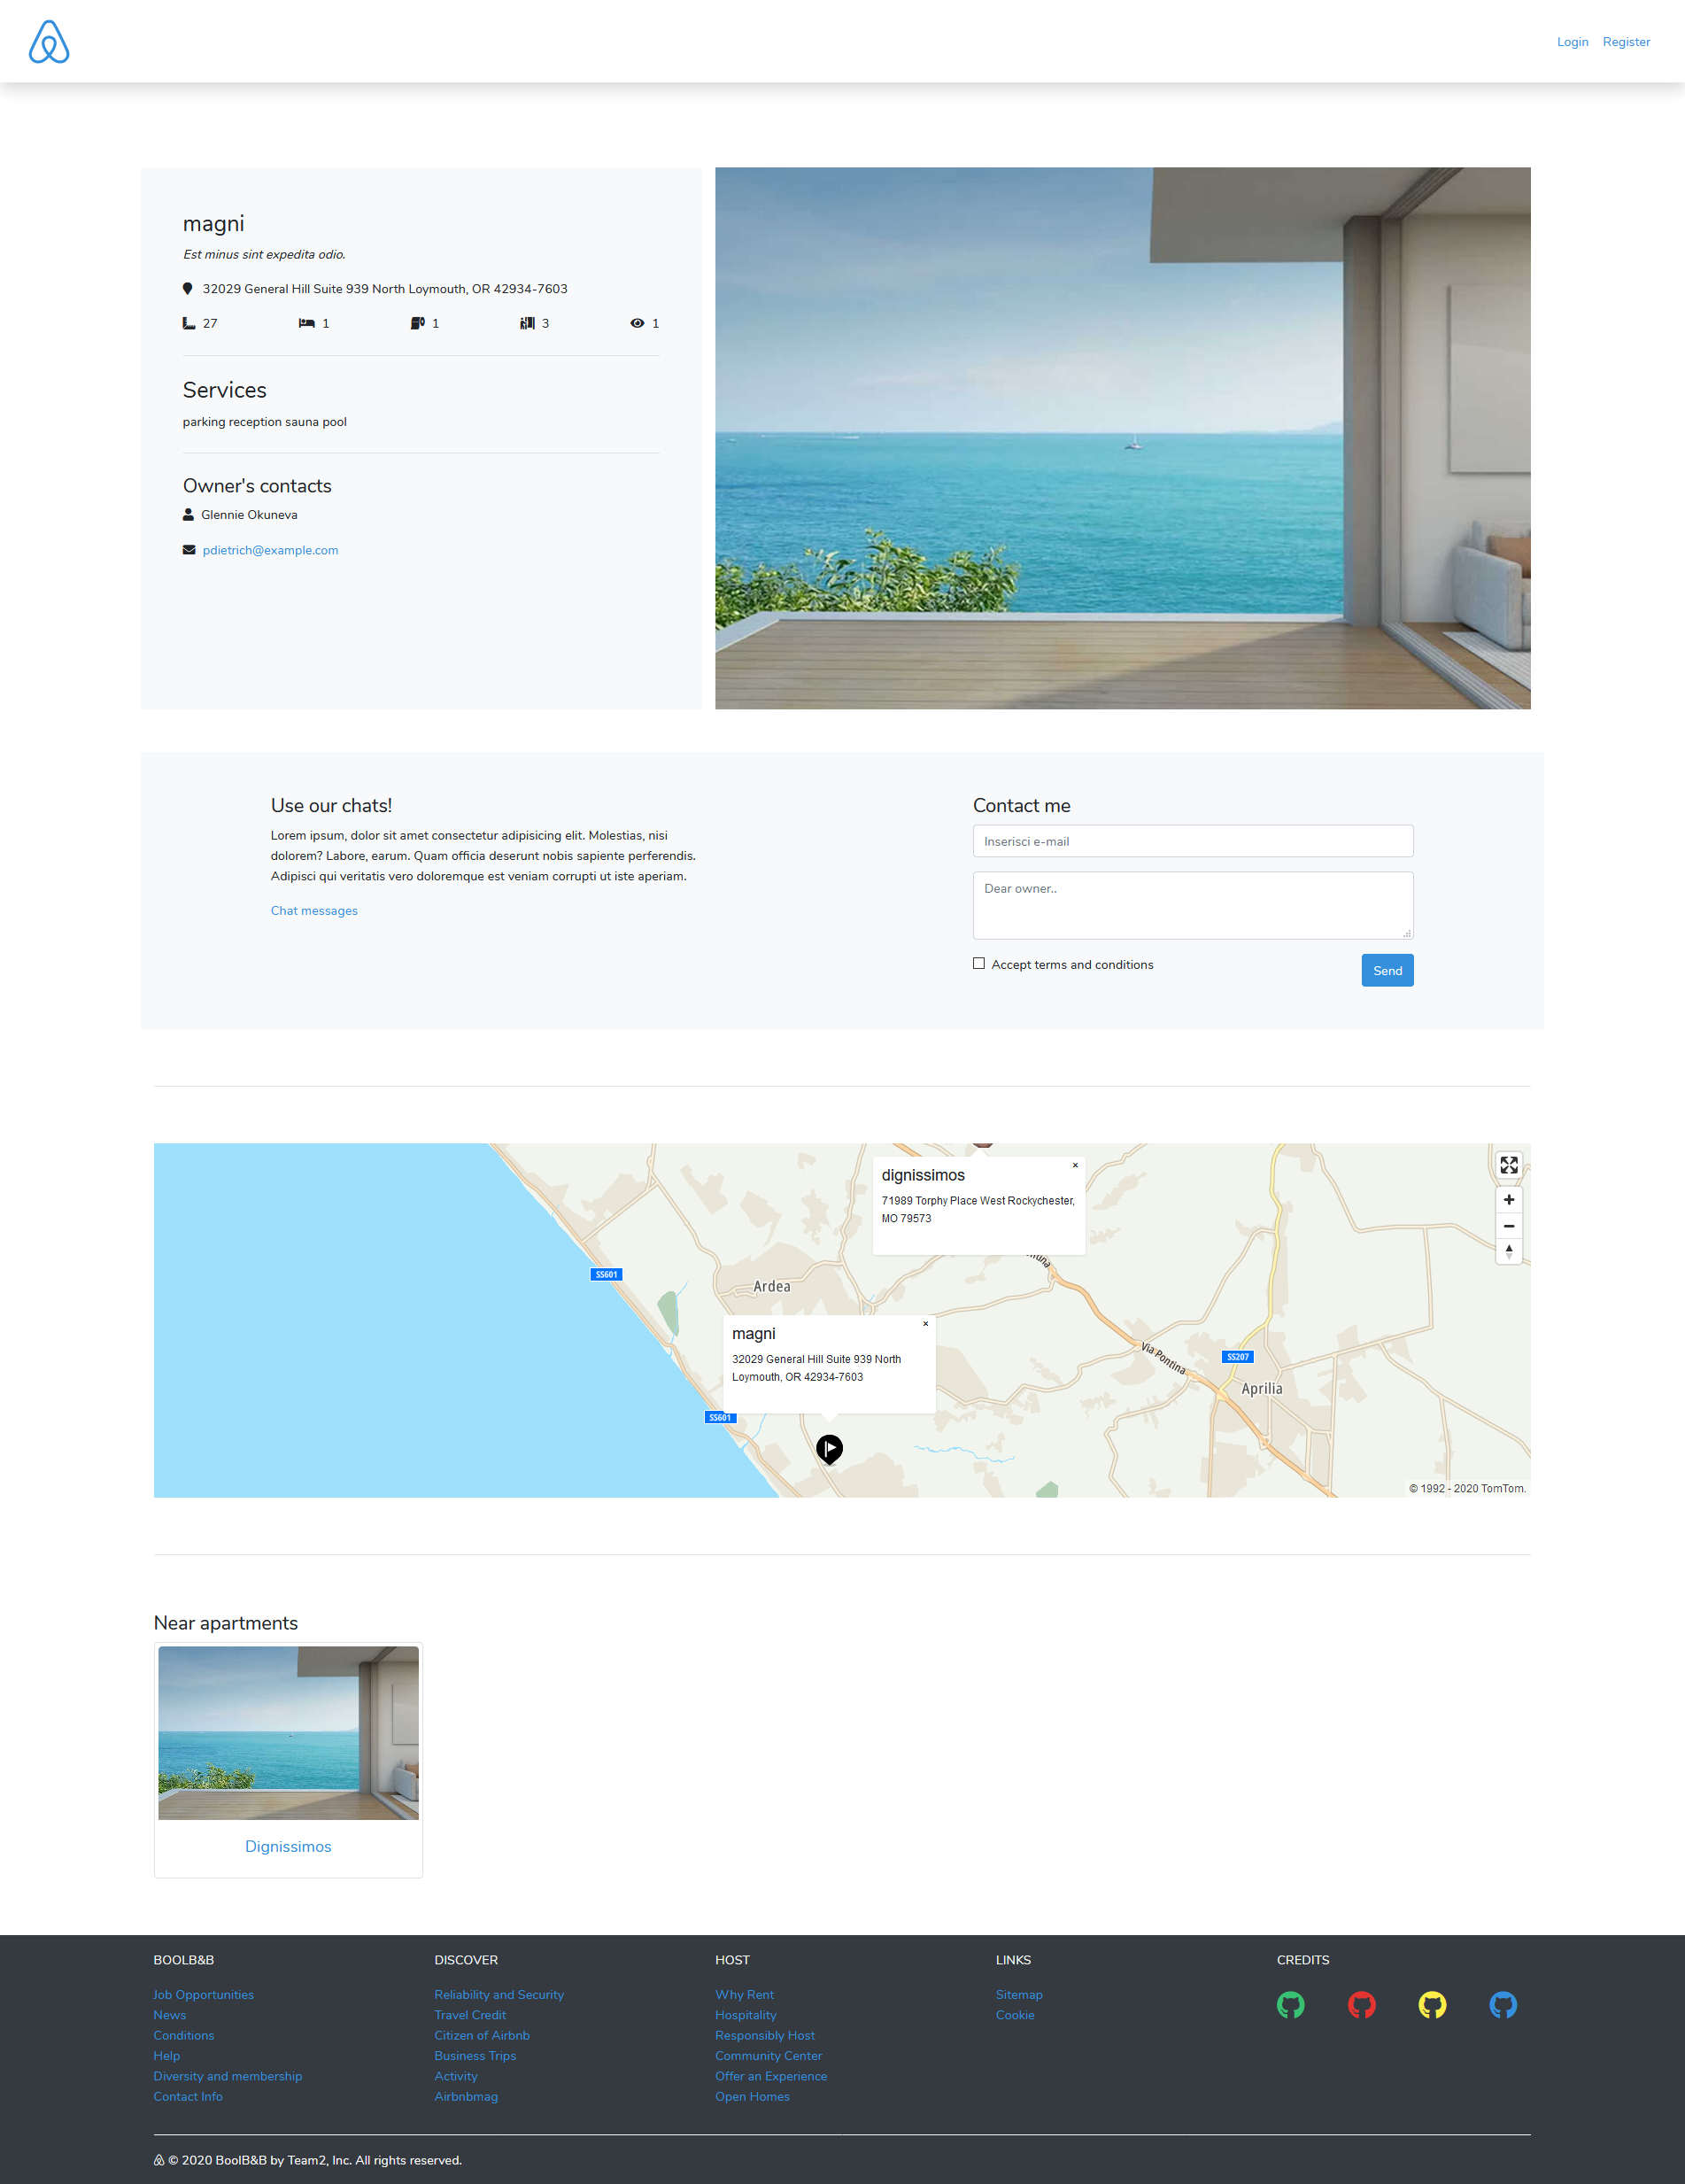 Login Register
magni
Est minus sint expedita odio.
32029 General Hill Suite 939 North Loymouth, OR 42934-7603
27 1 1 3 1
Services
parking reception sauna pool
Owner's contacts
Glennie Okuneva
pdietrich@example.com
Use our chats!
Lorem ipsum, dolor sit amet consectetur adipisicing elit. Molestias, nisi
dolorem? Labore, earum. Quam officia deserunt nobis sapiente perferendis.
Adipisci qui veritatis vero doloremque est veniam corrupti ut iste aperiam.
Chat messages
Contact me
Inserisci e-mail
Dear owner..
Accept terms and conditions
Send
dignissimos
×
71989 Torphy Place West Rockychester,
MO 79573
SS601
Ardea
magni
×
32029 General Hill Suite 939 North
Loymouth, OR 42934-7603
Via Pontina
SS207
Aprilia
SS601
© 1992 - 2020 TomTom.
Near apartments
Dignissimos
BOOLB&B
Job Opportunities
News
Conditions
Help
Diversity and membership
Contact Info
DISCOVER
Reliability and Security
Travel Credit
Citizen of Airbnb
Business Trips
Activity
Airbnbmag
HOST
Why Rent
Hospitality
Responsibly Host
Community Center
Offer an Experience
Open Homes
LINKS
Sitemap
Cookie
CREDITS
© 2020 BoolB&B by Team2, Inc. All rights reserved.